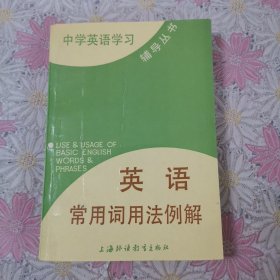 中学英语学习
辅导丛书
USE & USAGE OF
BASIC ENGLISH
WORDS &
PHRASES
英语
常用词用法例解
上海外语教育出版社